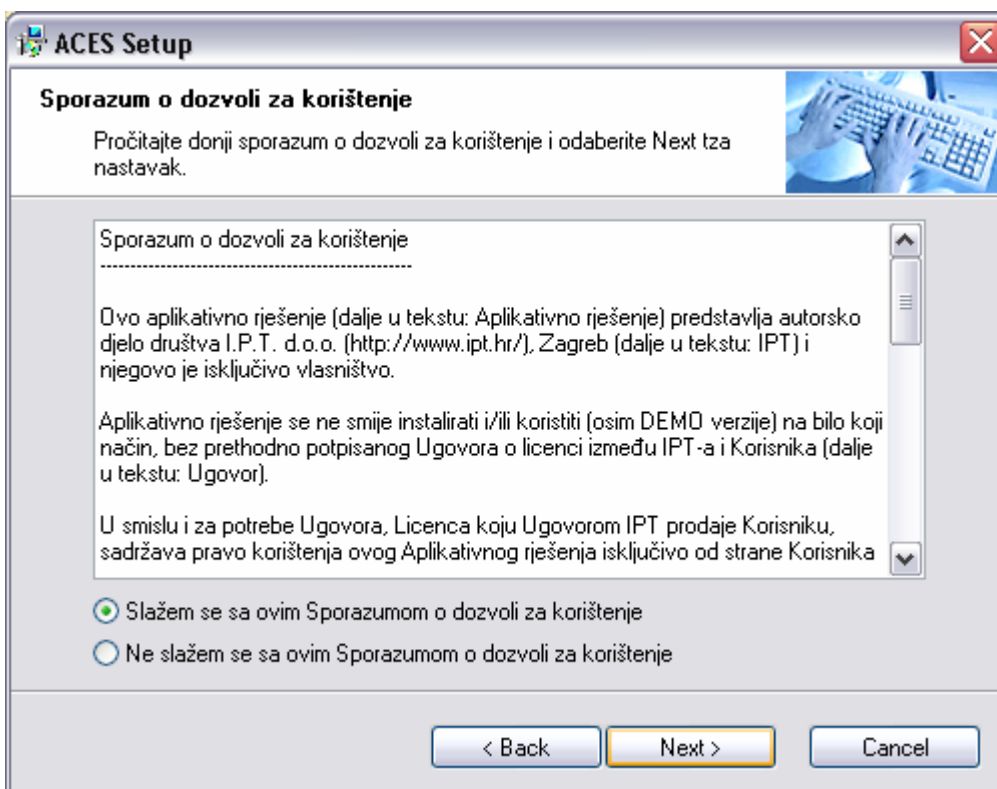 ACES Setup
Sporazum o dozvoli za korištenje
Pročitajte donji sporazum o dozvoli za korištenje i odaberite Next tza
nastavak.
Sporazum o dozvoli za korištenje
----------------------------------------------------
Ovo aplikativno rješenje (dalje u tekstu: Aplikativno rješenje) predstavlja autorsko
djelo društva I.P.T. d.o.o. (http://www.ipt.hr/), Zagreb (dalje u tekstu: IPT) i
njegovo je isključivo vlasništvo.
Aplikativno rješenje se ne smije instalirati i/ili koristiti (osim DEMO verzije) na bilo koji
način, bez prethodno potpisanog Ugovora o licenci između IPT-a i Korisnika (dalje
u tekstu: Ugovor).
U smislu i za potrebe Ugovora, Licenca koju Ugovorom IPT prodaje Korisniku,
sadržava pravo korištenja ovog Aplikativnog rješenja isključivo od strane Korisnika
Slažem se sa ovim Sporazumom o dozvoli za korištenje
Ne slažem se sa ovim Sporazumom o dozvoli za korištenje
< Back Next > Cancel